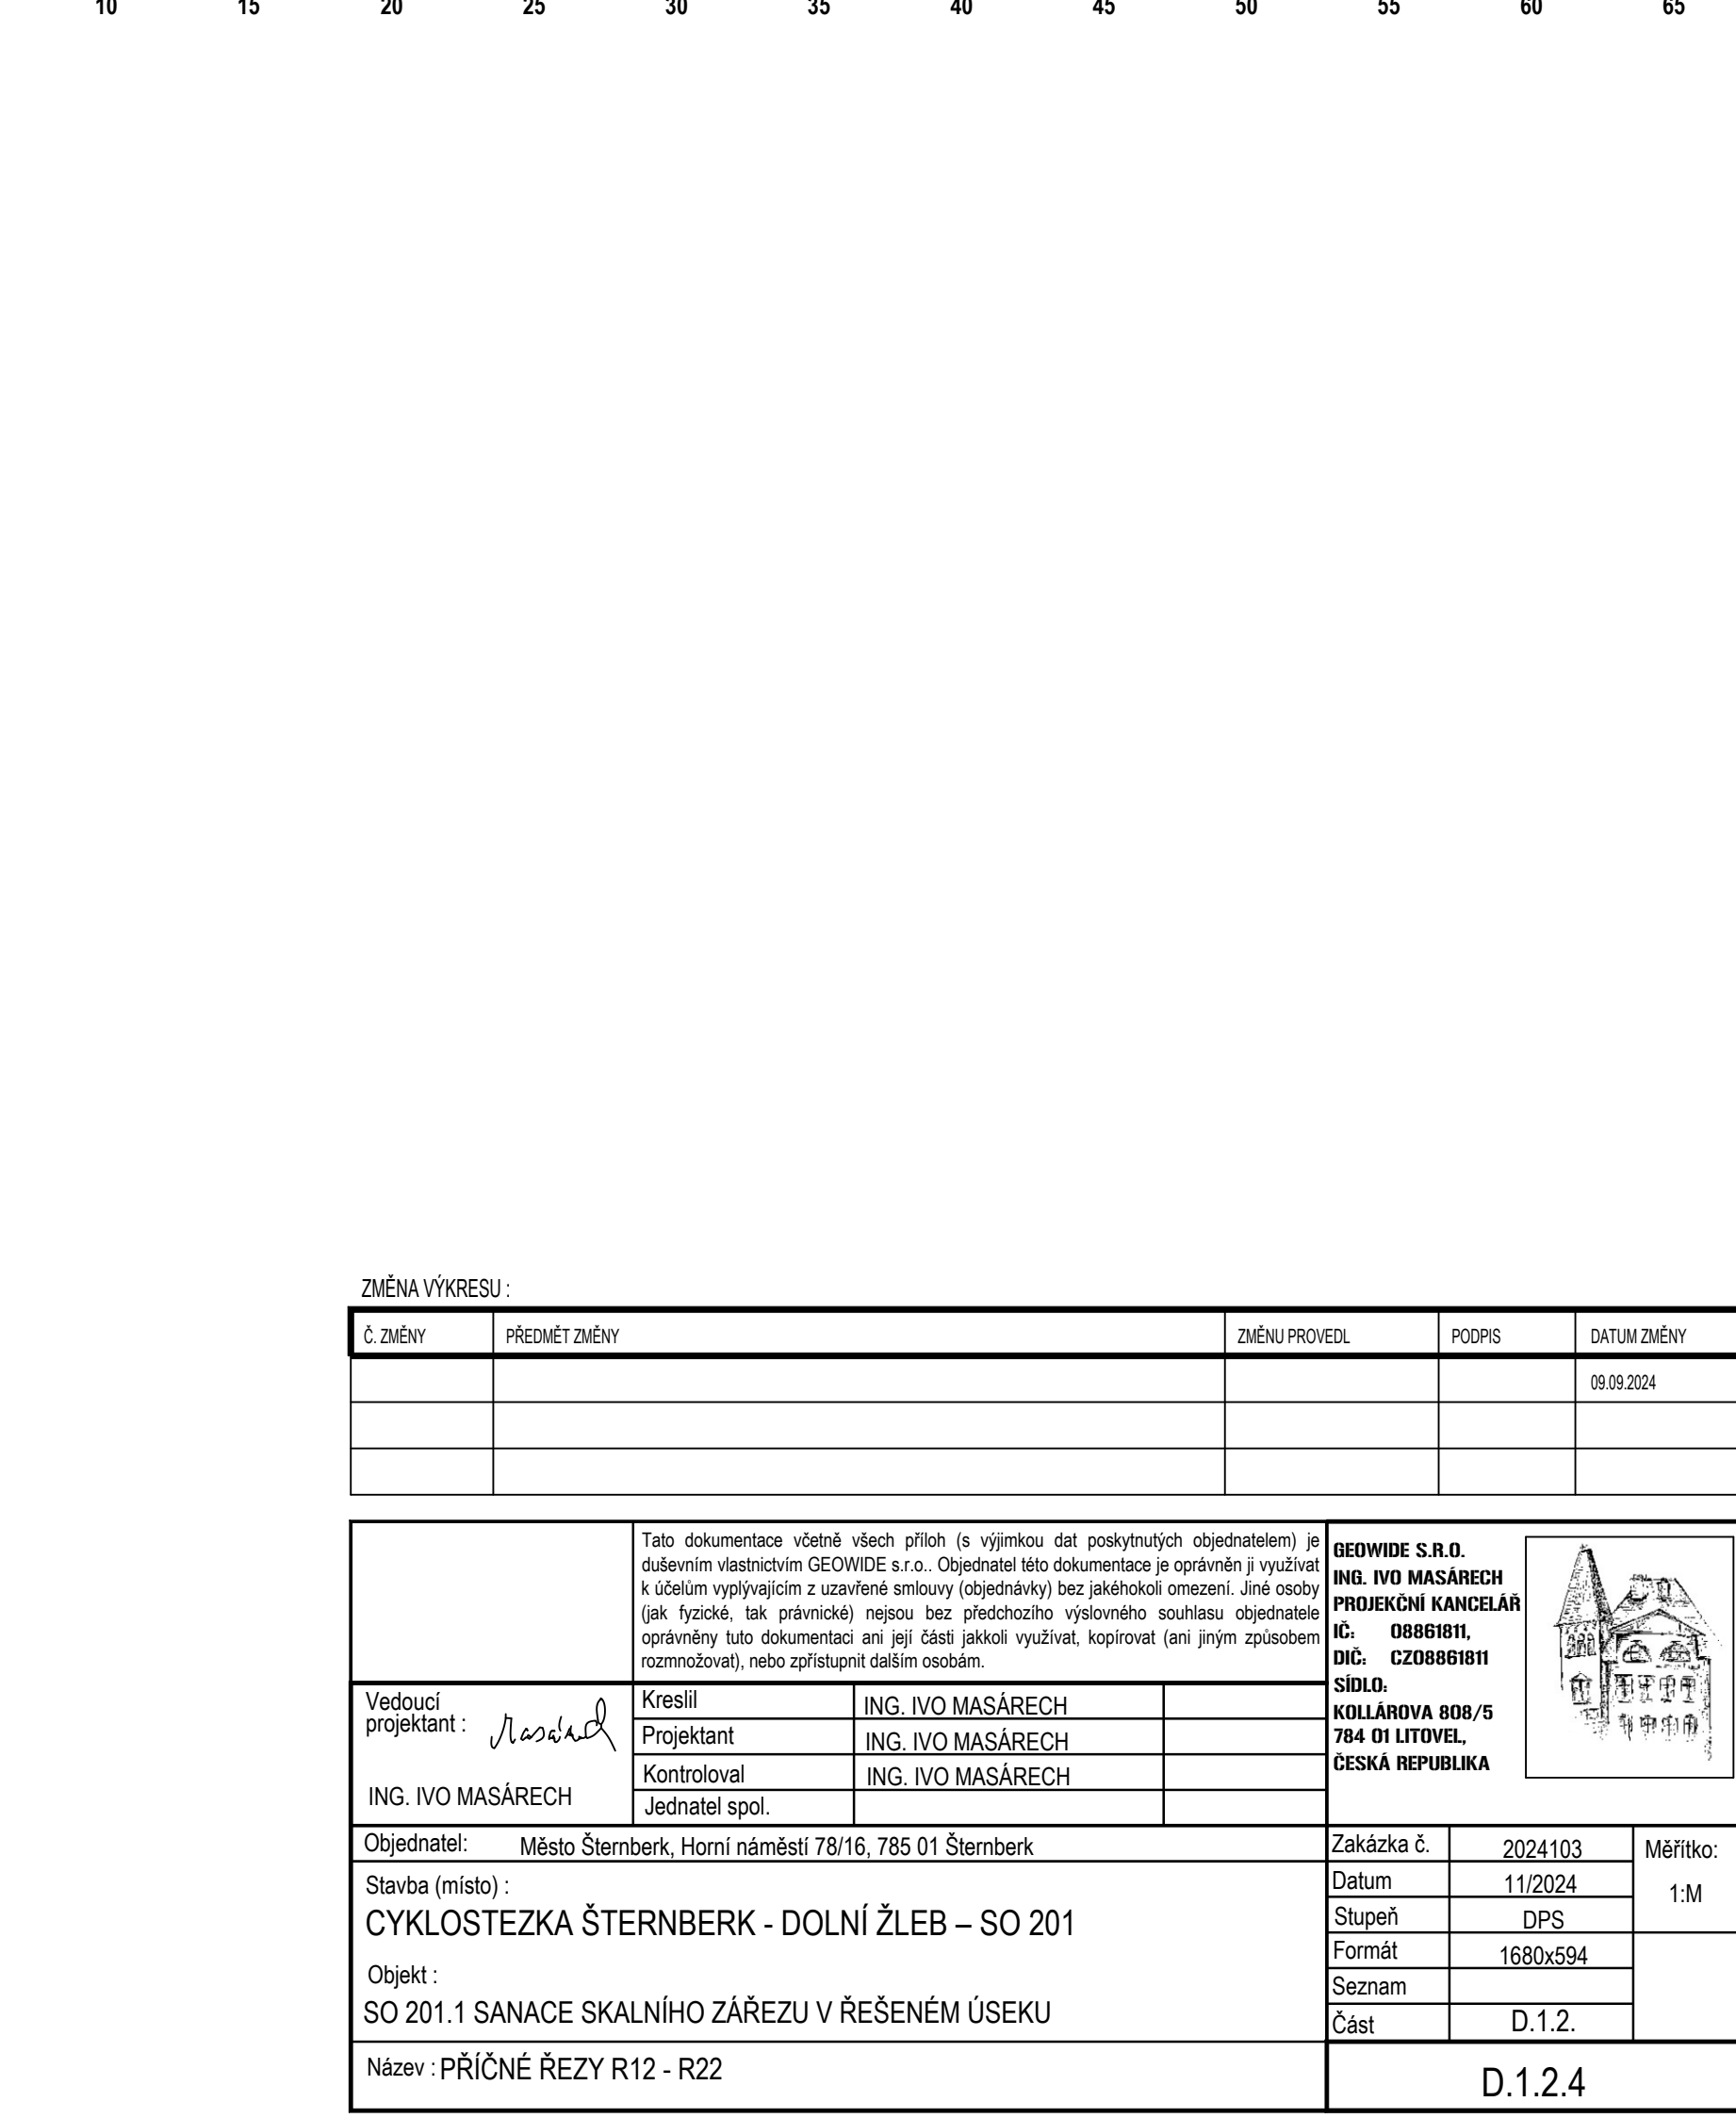 10 15 20 25 30 35 40 45 50 55 60 65
ZMĚNA VÝKRESU :
Č. ZMĚNY PŘEDMĚT ZMĚNY ZMĚNU PROVEDL PODPIS DATUM ZMĚNY
09.09.2024
Tato dokumentace včetně všech příloh (s výjimkou dat poskytnutých objednatelem) je
duševním vlastnictvím GEOWIDE s.r.o.. Objednatel této dokumentace je oprávněn ji využívat
k účelům vyplývajícím z uzavřené smlouvy (objednávky) bez jakéhokoli omezení. Jiné osoby
(jak fyzické, tak právnické) nejsou bez předchozího výslovného souhlasu objednatele
oprávněny tuto dokumentaci ani její části jakkoli využívat, kopírovat (ani jiným způsobem
rozmnožovat), nebo zpřístupnit dalším osobám.
GEOWIDE S.R.O.
ING. IVO MASÁRECH
PROJEKČNÍ KANCELÁŘ
IČ: 08861811,
DIČ: CZ08861811
SÍDLO:
KOLLÁROVA 808/5
784 01 LITOVEL,
ČESKÁ REPUBLIKA
Vedoucí
projektant :
Masárech
ING. IVO MASÁRECH
Kreslil ING. IVO MASÁRECH
Projektant ING. IVO MASÁRECH
Kontroloval ING. IVO MASÁRECH
Jednatel spol.
Objednatel: Město Šternberk, Horní náměstí 78/16, 785 01 Šternberk
Stavba (místo) :
CYKLOSTEZKA ŠTERNBERK - DOLNÍ ŽLEB – SO 201
Objekt :
SO 201.1 SANACE SKALNÍHO ZÁŘEZU V ŘEŠENÉM ÚSEKU
Název : PŘÍČNÉ ŘEZY R12 - R22
Zakázka č. 2024103
Datum 11/2024
Stupeň DPS
Formát 1680x594
Seznam
Část D.1.2.
Měřítko:
1:M
D.1.2.4